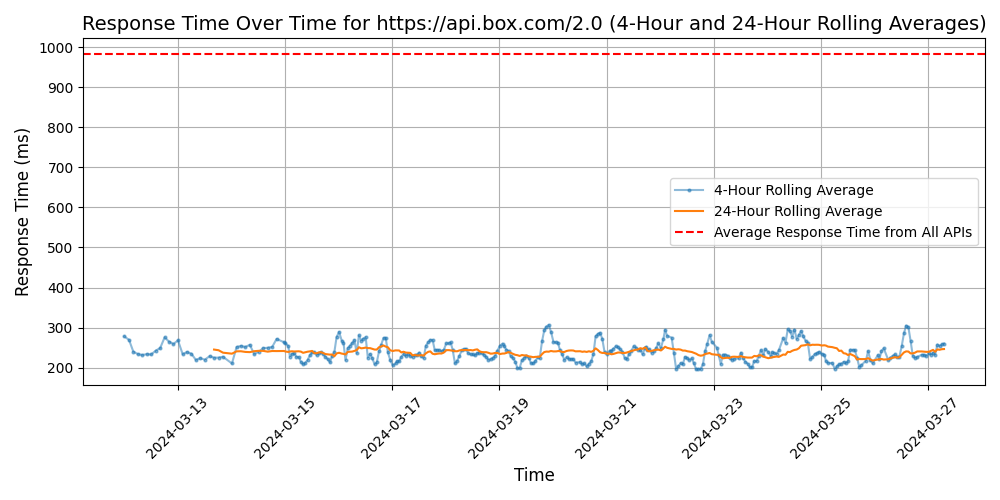 Response Time Over Time for https://api.box.com/2.0 (4-Hour and 24-Hour Rolling Averages)
1000
900
800
700
600
500
400
300
200
Response Time (ms)
4-Hour Rolling Average
24-Hour Rolling Average
Average Response Time from All APIs
2024-03-13
2024-03-15
2024-03-17
2024-03-19
2024-03-21
2024-03-23
2024-03-25
2024-03-27
Time